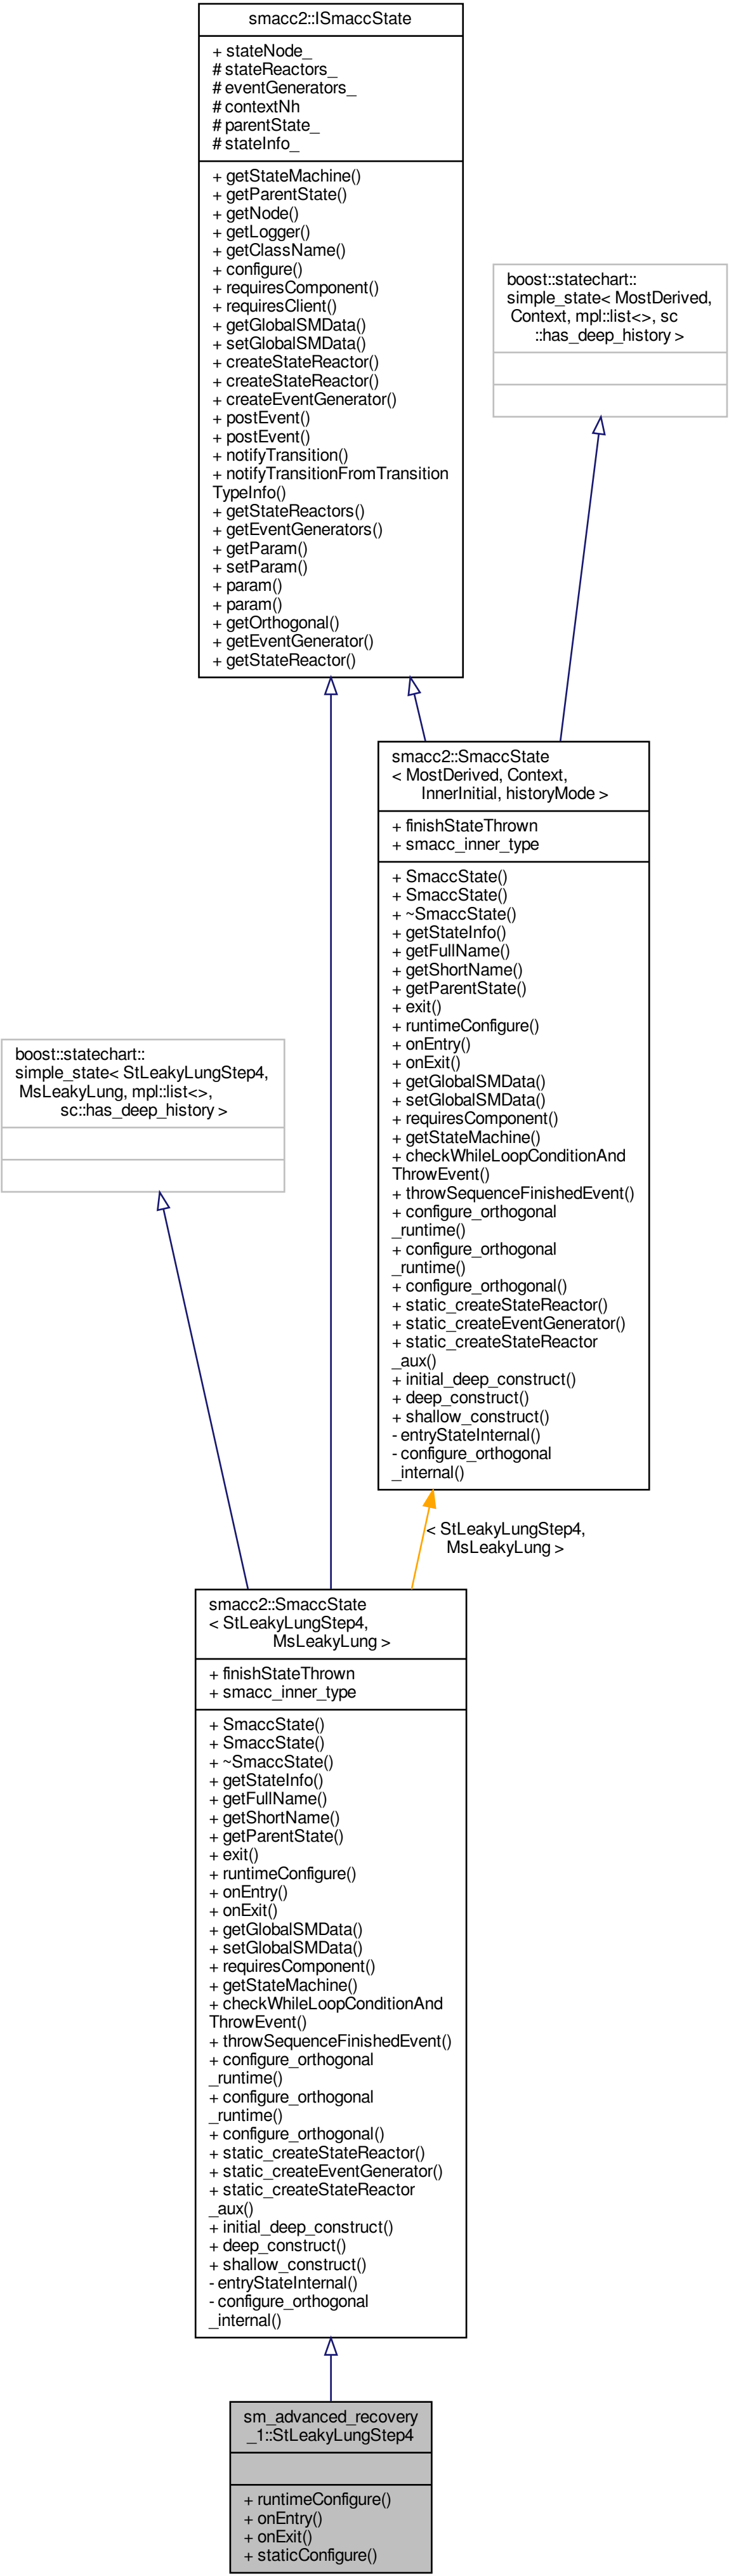 smacc2::ISmaccState
+ stateNode_
# stateReactors_
# eventGenerators_
# contextNh
# parentState_
# stateInfo_
+ getStateMachine()
+ getParentState()
+ getNode()
+ getLogger()
+ getClassName()
+ configure()
+ requiresComponent()
+ requiresClient()
+ getGlobalSMData()
+ setGlobalSMData()
+ createStateReactor()
+ createStateReactor()
+ createEventGenerator()
+ postEvent()
+ postEvent()
+ notifyTransition()
+ notifyTransitionFromTransition
TypeInfo()
+ getStateReactors()
+ getEventGenerators()
+ getParam()
+ setParam()
+ param()
+ param()
+ getOrthogonal()
+ getEventGenerator()
+ getStateReactor()
boost::statechart::
simple_state< MostDerived,
Context, mpl::list<>, sc
::has_deep_history >
smacc2::SmaccState
< MostDerived, Context,
InnerInitial, historyMode >
+ finishStateThrown
+ smacc_inner_type
+ SmaccState()
+ SmaccState()
+ ~SmaccState()
+ getStateInfo()
+ getFullName()
+ getShortName()
+ getParentState()
+ exit()
+ runtimeConfigure()
+ onEntry()
+ onExit()
+ getGlobalSMData()
+ setGlobalSMData()
+ requiresComponent()
+ getStateMachine()
+ checkWhileLoopConditionAnd
ThrowEvent()
+ throwSequenceFinishedEvent()
+ configure_orthogonal
_runtime()
+ configure_orthogonal
_runtime()
+ configure_orthogonal()
+ static_createStateReactor()
+ static_createEventGenerator()
+ static_createStateReactor
_aux()
+ initial_deep_construct()
+ deep_construct()
+ shallow_construct()
- entryStateInternal()
- configure_orthogonal
_internal()
boost::statechart::
simple_state< StLeakyLungStep4,
MsLeakyLung, mpl::list<>,
sc::has_deep_history >
< StLeakyLungStep4,
MsLeakyLung >
smacc2::SmaccState
< StLeakyLungStep4,
MsLeakyLung >
+ finishStateThrown
+ smacc_inner_type
+ SmaccState()
+ SmaccState()
+ ~SmaccState()
+ getStateInfo()
+ getFullName()
+ getShortName()
+ getParentState()
+ exit()
+ runtimeConfigure()
+ onEntry()
+ onExit()
+ getGlobalSMData()
+ setGlobalSMData()
+ requiresComponent()
+ getStateMachine()
+ checkWhileLoopConditionAnd
ThrowEvent()
+ throwSequenceFinishedEvent()
+ configure_orthogonal
_runtime()
+ configure_orthogonal
_runtime()
+ configure_orthogonal()
+ static_createStateReactor()
+ static_createEventGenerator()
+ static_createStateReactor
_aux()
+ initial_deep_construct()
+ deep_construct()
+ shallow_construct()
- entryStateInternal()
- configure_orthogonal
_internal()
sm_advanced_recovery
_1::StLeakyLungStep4
+ runtimeConfigure()
+ onEntry()
+ onExit()
+ staticConfigure()